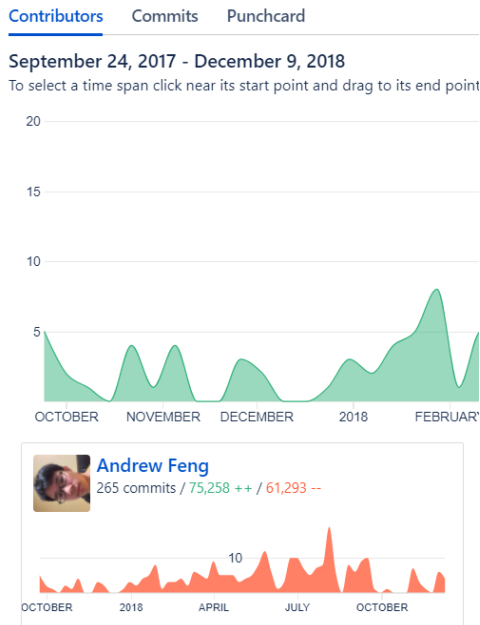 Contributors Commits Punchcard
September 24, 2017 - December 9, 2018
To select a time span click near its start point and drag to its end point
20
15
10
5
OCTOBER NOVEMBER DECEMBER 2018 FEBRUARY
Andrew Feng
265 commits / 75,258 ++ / 61,293 --
10
OCTOBER 2018 APRIL JULY OCTOBER